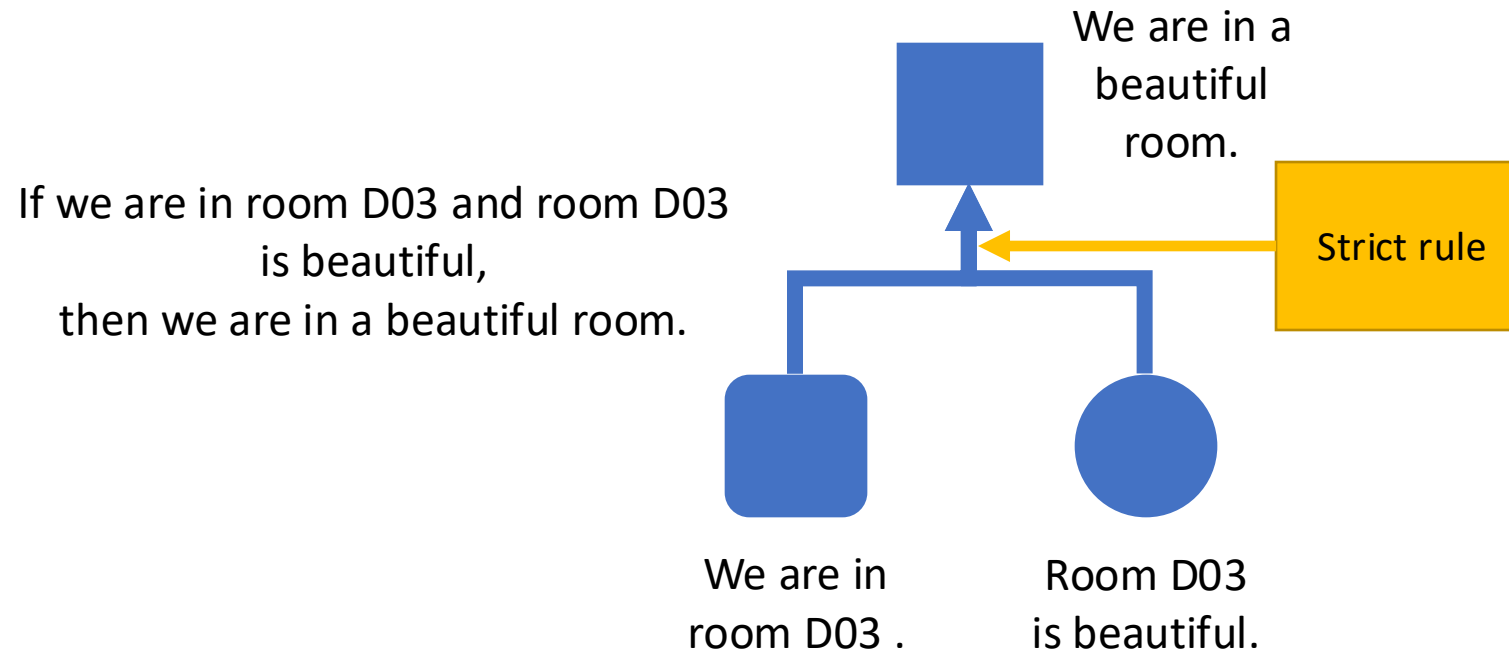 We are in a
beautiful
room.
If we are in room D03 and room D03
is beautiful,
then we are in a beautiful room.
Strict rule
We are in
room D03 .
Room D03
is beautiful.